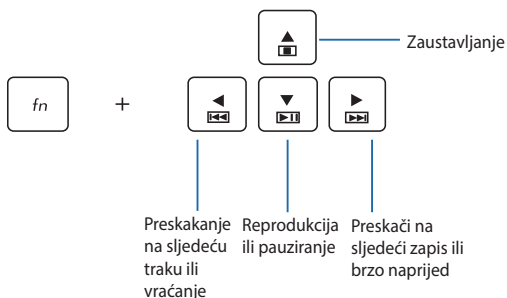 Zaustavljanje
fn
+
Preskakanje
na sljedeću
traku ili
vraćanje
Reprodukcija
ili pauziranje
Preskači na
sljedeći zapis ili
brzo naprijed